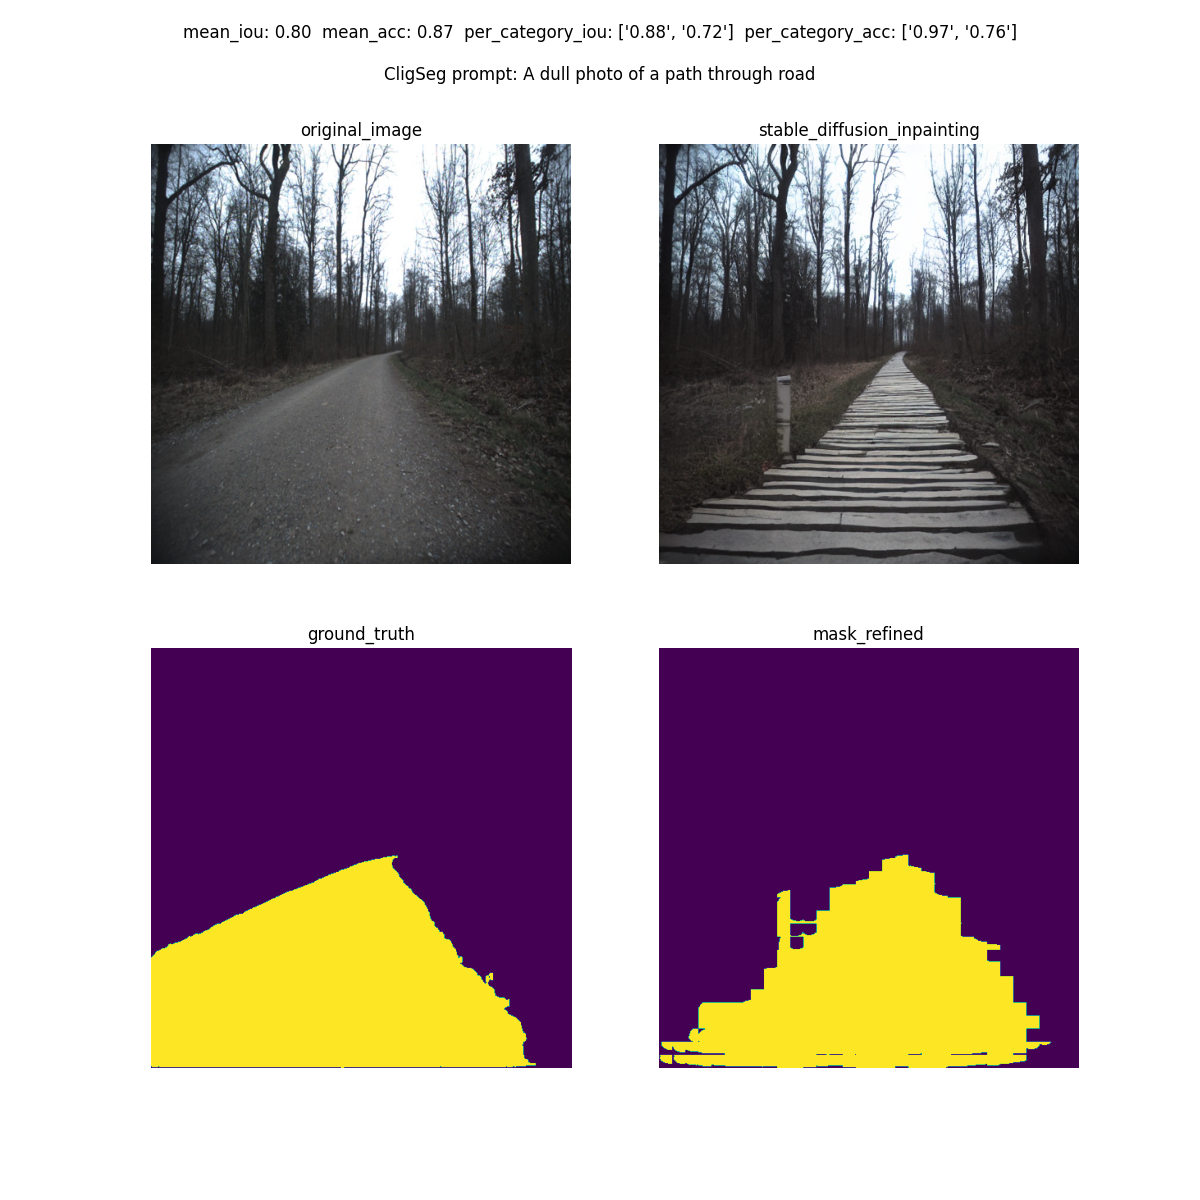 mean_iou: 0.80  mean_acc: 0.87  per_category_iou: ['0.88', '0.72']  per_category_acc: ['0.97', '0.76']
CligSeg prompt: A dull photo of a path through road
original_image
stable_diffusion_inpainting
ground_truth
mask_refined